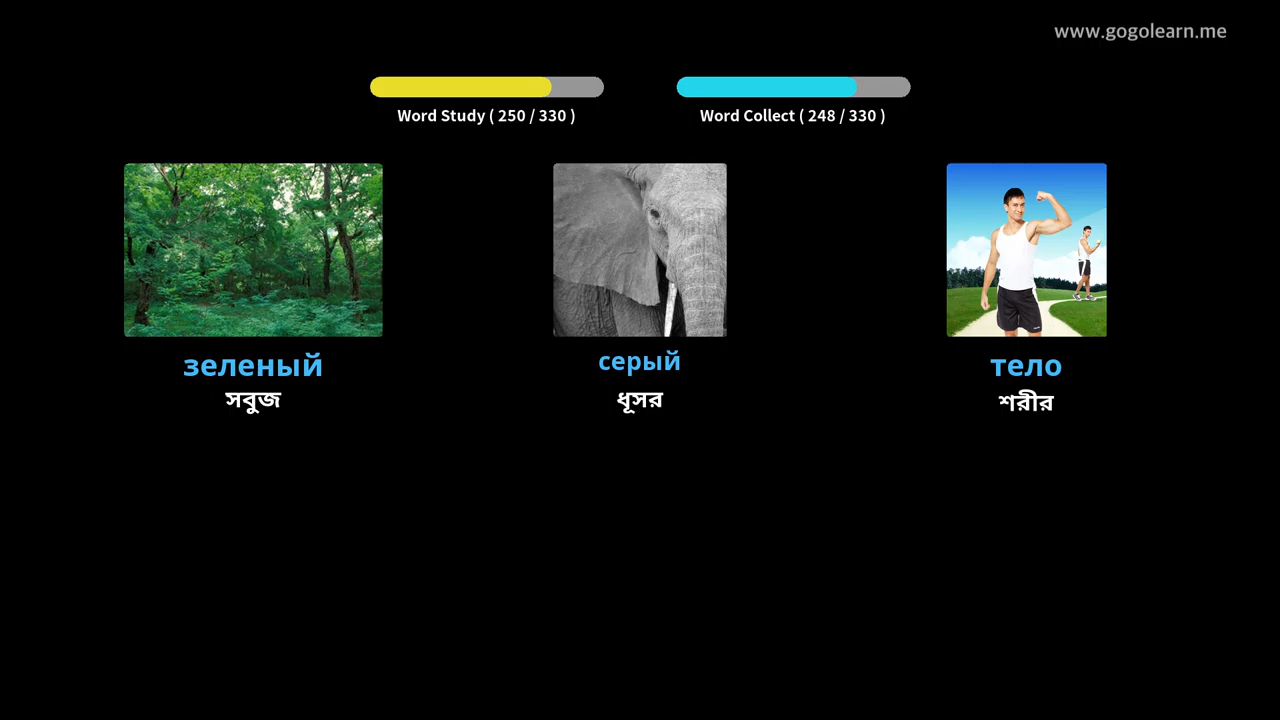 www.gogolearn.me
Word Study ( 250 / 330 )
Word Collect ( 248 / 330 )
зеленый
серый
тело
সবুজ
ধূসর
শরীর